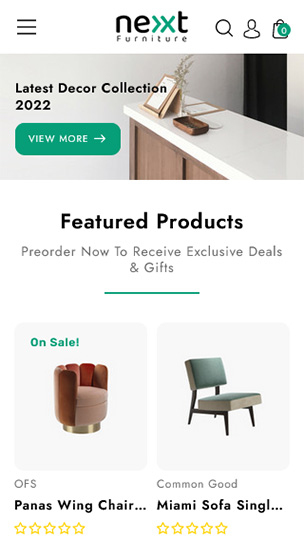 nexxt
Furniture
0
Latest Decor Collection
2022
VIEW MORE
Featured Products
Preorder Now To Receive Exclusive Deals
& Gifts
On Sale!
OFS
Common Good
Panas Wing Chair...
Miami Sofa Singl...